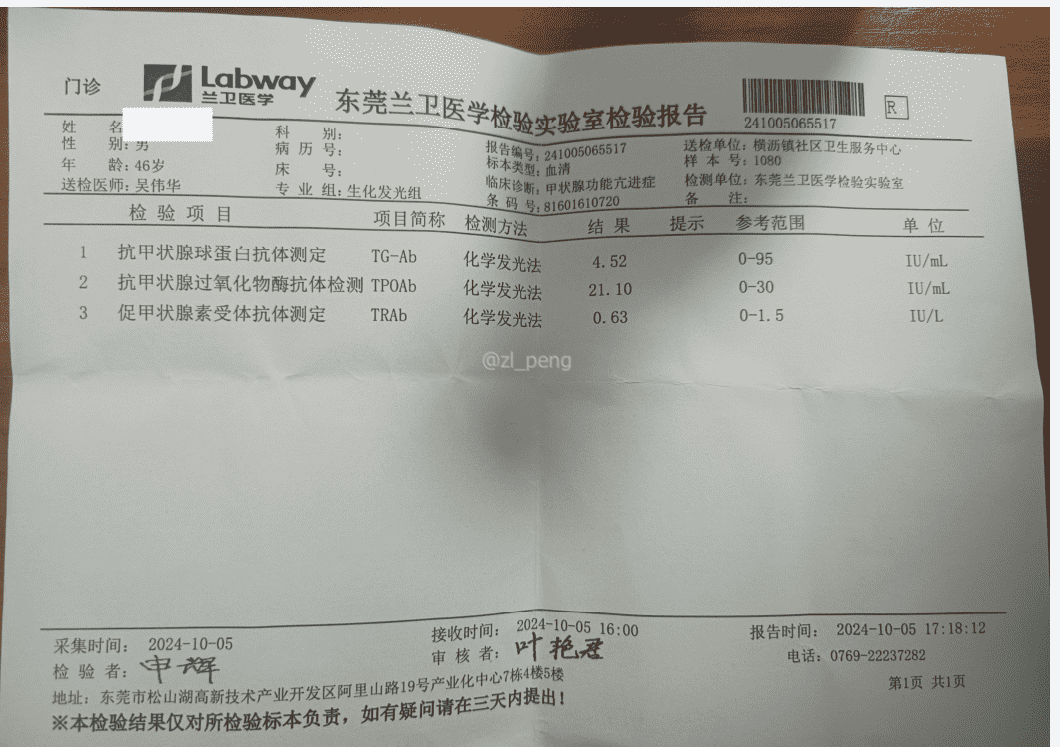 门诊 Labway 兰卫医学 东莞兰卫医学检验实验室检验报告 R
241005065517
姓 名 科 别: 报告编号:241005065517 送检单位:横沥镇社区卫生服务中心
性 别:男 病 历 号: 标本类型:血清 样 本 号:1080
年 龄:46岁 床 号: 临床诊断:甲状腺功能亢进症 检测单位:东莞兰卫医学检验实验室
送检医师:吴伟华 专 业 组:生化发光组 条 码 号:81601610720 备 注:
检 验 项 目 项目简称 检测方法 结 果 提示 参考范围 单 位
1 抗甲状腺球蛋白抗体测定 TG-Ab 化学发光法 4.52 0-95 IU/mL
2 抗甲状腺过氧化物酶抗体检测 TPOAb 化学发光法 21.10 0-30 IU/mL
3 促甲状腺素受体抗体测定 TRAb 化学发光法 0.63 0-1.5 IU/L
@zl_peng
采集时间: 2024-10-05 接收时间: 2024-10-05 16:00 报告时间: 2024-10-05 17:18:12
检 验 者:申辉 审 核 者:叶艳君 电话:0769-22237282
地址:东莞市松山湖高新技术产业开发区阿里山路19号产业化中心7栋4楼5楼 第1页 共1页
※本检验结果仅对所检验标本负责,如有疑问请在三天内提出!